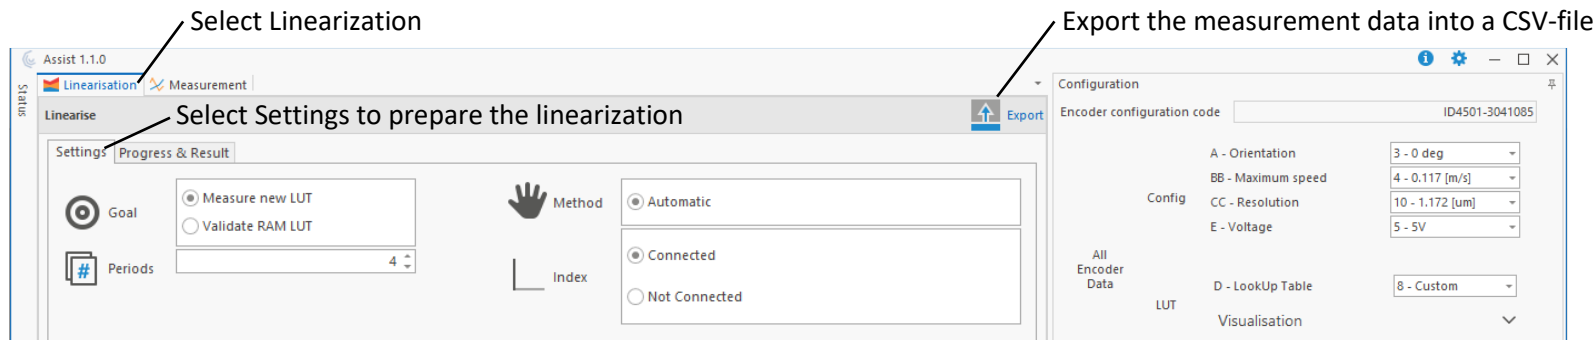 Select Linearization
Export the measurement data into a CSV-file
Assist 1.1.0
Status
Linearisation
Measurement
Configuration
Linearise
Select Settings to prepare the linearization
Export
Encoder configuration code
ID4501-3041085
Settings
Progress & Result
Goal
Measure new LUT
Validate RAM LUT
Periods
#
4
Method
Automatic
Index
Connected
Not Connected
All
Encoder
Data
Config
A - Orientation
3 - 0 deg
BB - Maximum speed
4 - 0.117 [m/s]
CC - Resolution
10 - 1.172 [um]
E - Voltage
5 - 5V
LUT
D - LookUp Table
8 - Custom
Visualisation